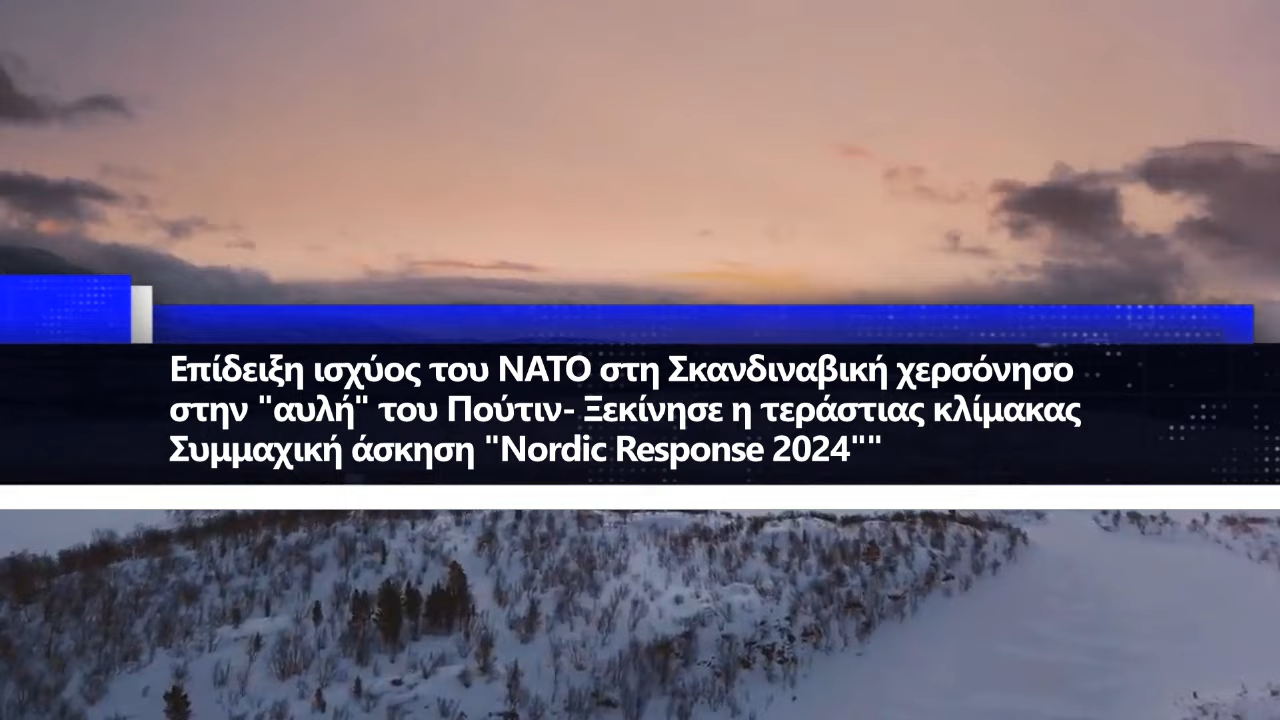 Επίδειξη ισχύος του ΝΑΤΟ στη Σκανδιναβική χερσόνησο
στην "αυλή" του Πούτιν- Ξεκίνησε η τεράστιας κλίμακας
Συμμαχική άσκηση "Nordic Response 2024""